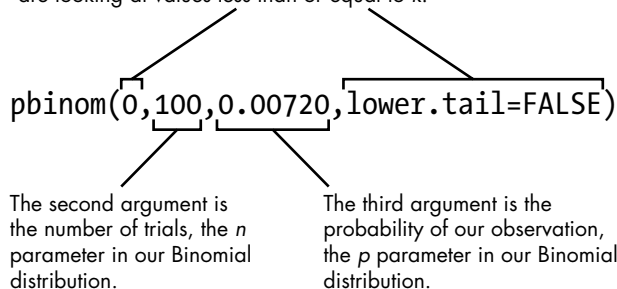 are looking at values less than or equal to k.
pbinom(0,100,0.00720,lower.tail=FALSE)
The second argument is
the number of trials, the n
parameter in our Binomial
distribution.
The third argument is the
probability of our observation,
the p parameter in our Binomial
distribution.